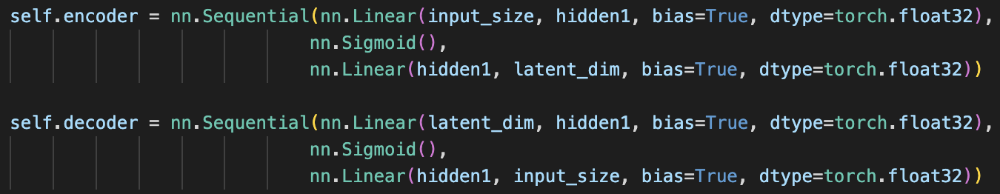 self.encoder = nn.Sequential(nn.Linear(input_size, hidden1, bias=True, dtype=torch.float32),
nn.Sigmoid(),
nn.Linear(hidden1, latent_dim, bias=True, dtype=torch.float32))
self.decoder = nn.Sequential(nn.Linear(latent_dim, hidden1, bias=True, dtype=torch.float32),
nn.Sigmoid(),
nn.Linear(hidden1, input_size, bias=True, dtype=torch.float32))